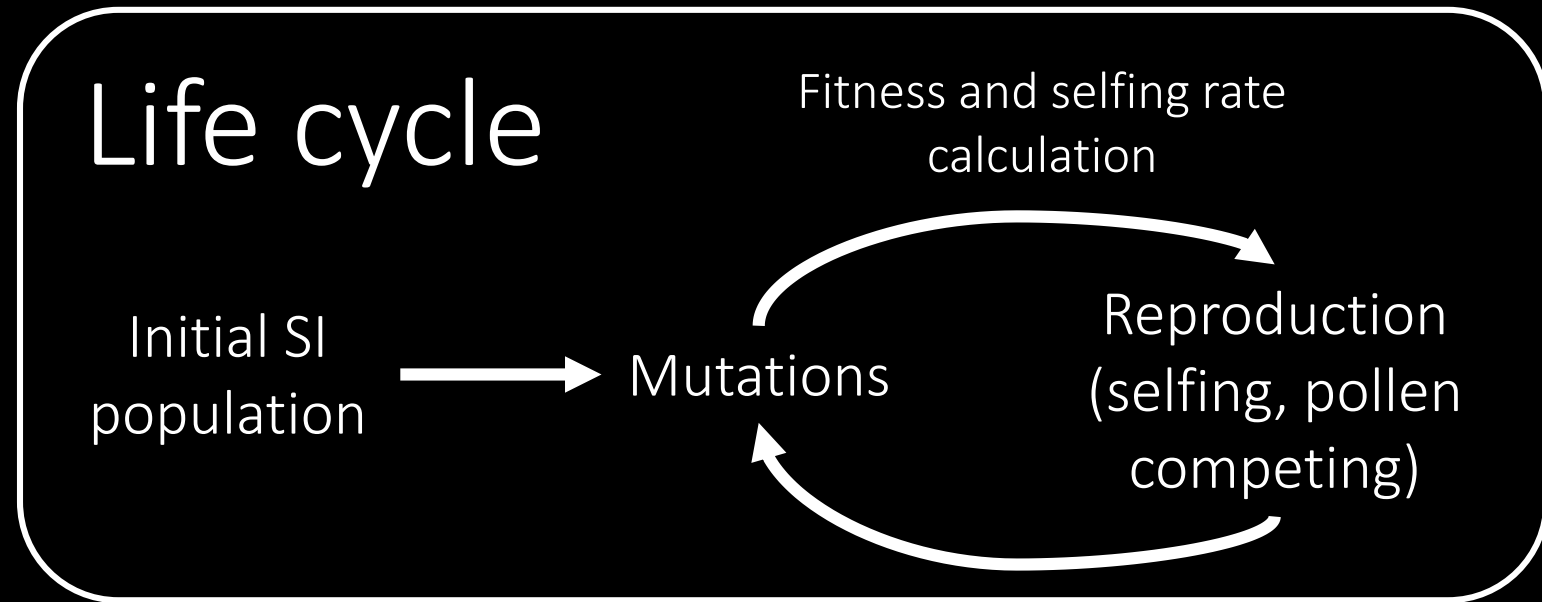 Life cycle
Fitness and selfing rate
calculation
Initial SI
population
Mutations
Reproduction
(selfing, pollen
competing)